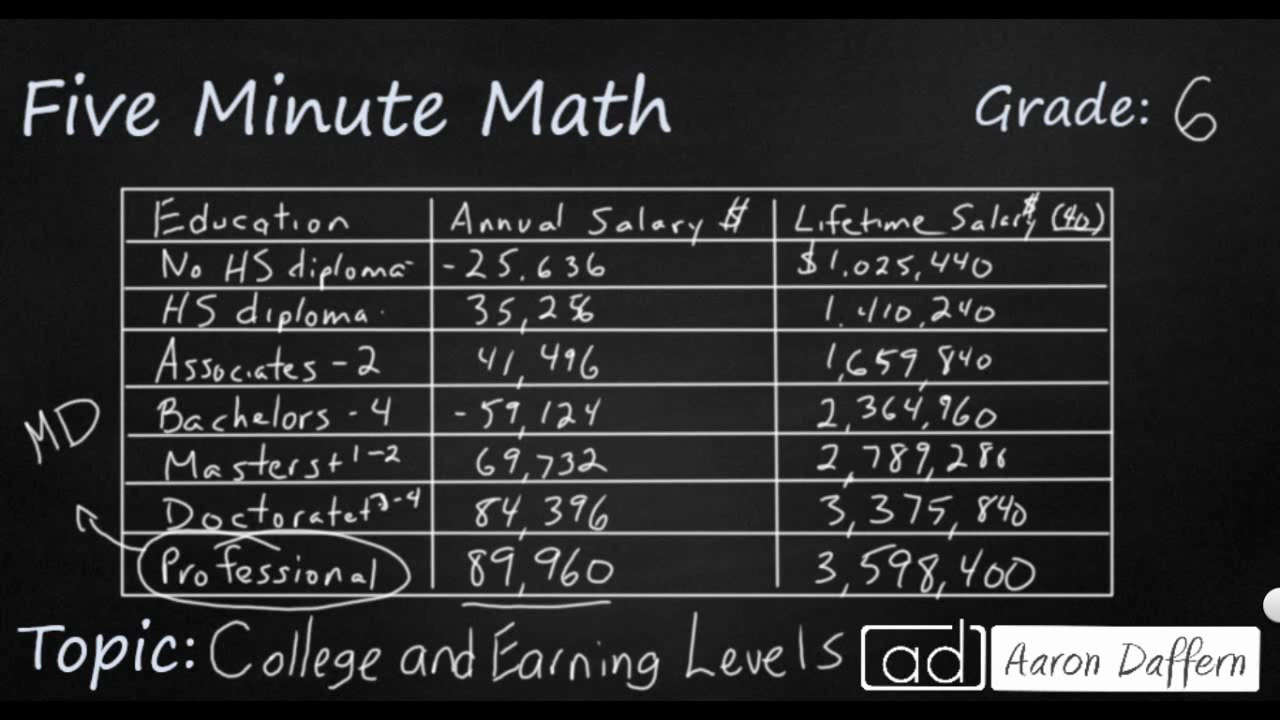 Five Minute Math Grade: 6
Education Annual Salary $ Lifetime Salary $ (40)
No HS diploma - 25.636 $1,025,440
HS diploma 35,256 1,410,240
Associates - 2 41,496 1,659,840
Bachelors - 4 - 59,124 2,364,960
MD
Masters + 1-2 69,732 2,789,280
Doctorate + 3-4 84,396 3,375,840
Professional 89,960 3,598,400
Topic: College and Earning Levels ad Aaron Daffern